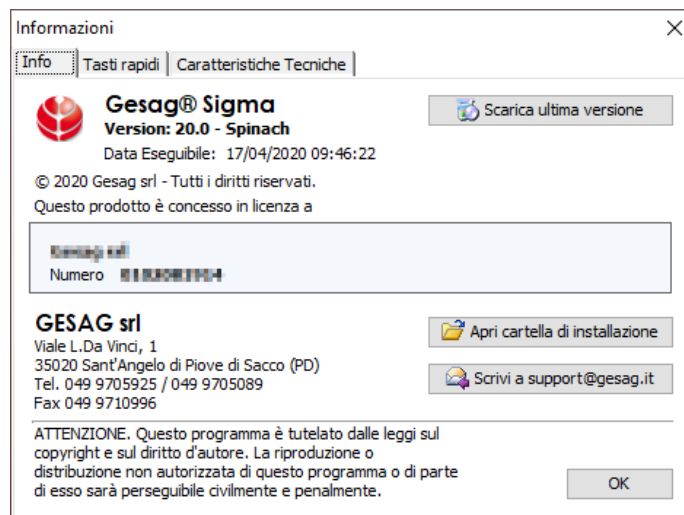 Informazioni
Info
Tasti rapidi
Caratteristiche Tecniche
Gesag® Sigma
Version: 20.0 - Spinach
Data Eseguibile: 17/04/2020 09:46:22
Scarica ultima versione
© 2020 Gesag srl - Tutti i diritti riservati.
Questo prodotto è concesso in licenza a
Numero
GESAG srl
Viale L.Da Vinci, 1
35020 Sant'Angelo di Piove di Sacco (PD)
Tel. 049 9705925 / 049 9705089
Fax 049 9710996
Apri cartella di installazione
Scrivi a support@gesag.it
ATTENZIONE. Questo programma è tutelato dalle leggi sul
copyright e sul diritto d'autore. La riproduzione o
distribuzione non autorizzata di questo programma o di parte
di esso sarà perseguibile civilmente e penalmente.
OK